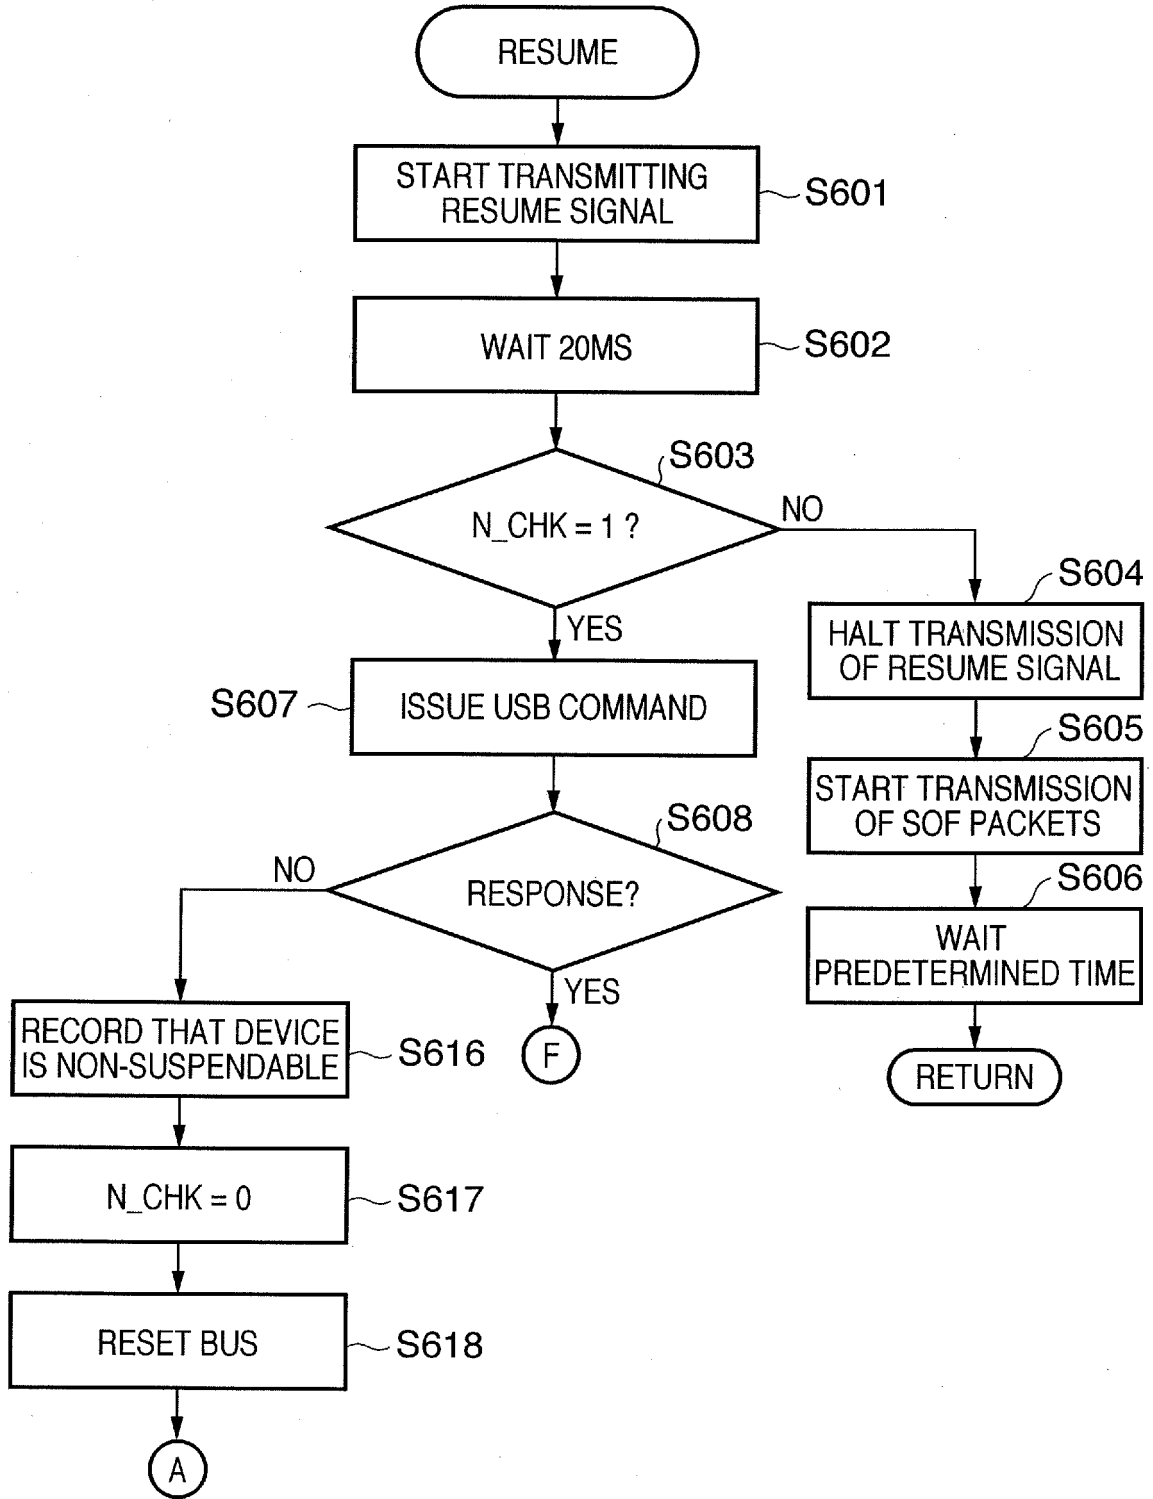 RESUME
START TRANSMITTING
RESUME SIGNAL
S601
WAIT 20MS
S602
S603
N_CHK = 1 ?
NO
YES
S604
HALT TRANSMISSION
OF RESUME SIGNAL
S607
ISSUE USB COMMAND
S605
START TRANSMISSION
OF SOF PACKETS
S608
RESPONSE?
NO
YES
S606
WAIT
PREDETERMINED TIME
RECORD THAT DEVICE
IS NON-SUSPENDABLE
S616
F
RETURN
N_CHK = 0
S617
RESET BUS
S618
A